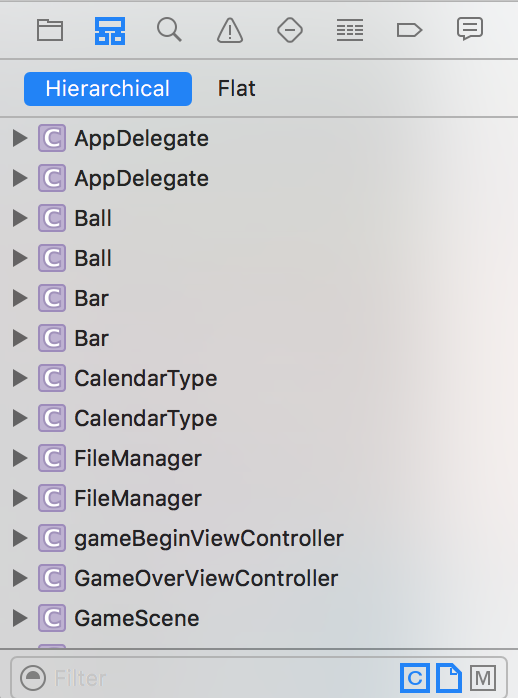 Hierarchical Flat
C AppDelegate
C AppDelegate
C Ball
C Ball
C Bar
C Bar
C CalendarType
C CalendarType
C FileManager
C FileManager
C gameBeginViewController
C GameOverViewController
C GameScene
Filter C M